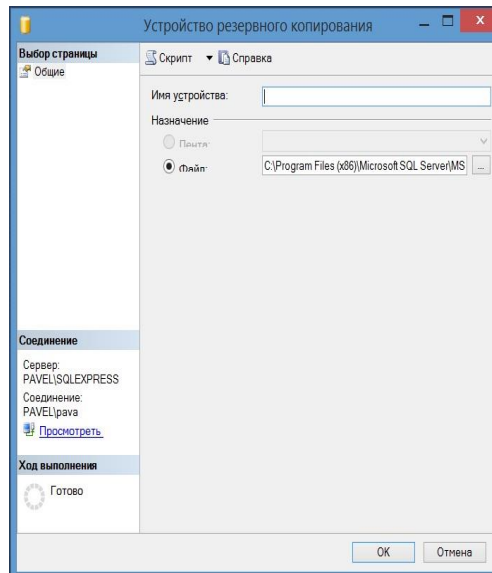 Устройство резервного копирования
Выбор страницы
Общие
Скрипт Справка
Имя устройства:
Назначение
Лента:
Файл: C:\Program Files (x86)\Microsoft SQL Server\MS ...
Соединение
Сервер:
PAVEL\SQLEXPRESS
Соединение:
PAVEL\pava
Просмотреть
Ход выполнения
Готово
OK Отмена